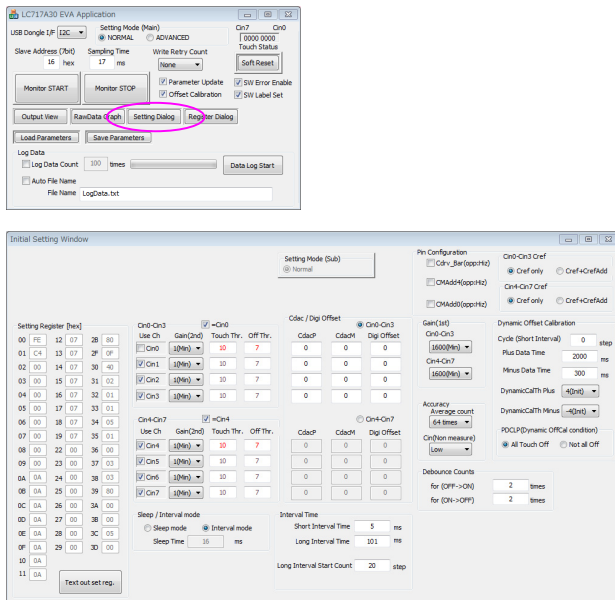 LC717A30 EVA Application
USB Dongle I/F I2C
Setting Mode (Main)
NORMAL ADVANCED
Cin7 Cin0
0000 0000
Touch Status
Slave Address (7bit) Sampling Time Write Retry Count
16 hex 17 ms None Soft Reset
Monitor START Monitor STOP
Parameter Update SW Error Enable
Offset Calibration SW Label Set
Output View RawData Graph Setting Dialog Register Dialog
Load Parameters Save Parameters
Log Data
Log Data Count 100 times Data Log Start
Auto File Name
File Name LogData.txt
Initial Setting Window
Setting Mode (Sub)
Normal
Pin Configuration
Cdrv_Bar(opp:Hiz)
CMAdd4(opp:Hiz)
CMAdd0(opp:Hiz)
Cin0-Cin3 Cref
Cref only Cref+CrefAdd
Cin4-Cin7 Cref
Cref only Cref+CrefAdd
Setting Register [hex]
00 FE 12 07 2B 80
01 C4 13 07 2F 0F
02 00 14 07 30 40
03 00 15 07 31 02
04 00 16 07 32 01
05 00 17 07 33 01
06 00 18 07 34 05
07 00 19 07 35 01
08 00 22 00 36 00
09 00 23 00 37 03
0A 0A 24 00 38 03
0B 0A 25 00 39 80
0C 0A 26 00 3A 00
0D 0A 27 00 3B 00
0E 0A 28 00 3C 05
0F 0A 29 00 3D 00
10 0A
11 0A
Text out set reg.
Cin0-Cin3 =Cin0
Use Ch Gain(2nd) Touch Thr. Off Thr.
Cin0 1(Min) 10 7
Cin1 1(Min) 10 7
Cin2 1(Min) 10 7
Cin3 1(Min) 10 7
Cin4-Cin7 =Cin4
Use Ch Gain(2nd) Touch Thr. Off Thr.
Cin4 1(Min) 10 7
Cin5 1(Min) 10 7
Cin6 1(Min) 10 7
Cin7 1(Min) 10 7
Sleep / Interval mode
Sleep mode Interval mode
Sleep Time 16 ms
Cdac / Digi Offset
Cin0-Cin3
CdacP CdacM Digi Offset
0 0 0
0 0 0
0 0 0
0 0 0
Cin4-Cin7
CdacP CdacM Digi Offset
0 0 0
0 0 0
0 0 0
0 0 0
Interval Time
Short Interval Time 5 ms
Long Interval Time 101 ms
Long Interval Start Count 20 step
Gain(1st)
Cin0-Cin3
1600(Min)
Cin4-Cin7
1600(Min)
Accuracy
Average count
64 times
Cin(Non measure)
Low
Debounce Counts
for (OFF->ON) 2 times
for (ON->OFF) 2 times
Dynamic Offset Calibration
Cycle (Short Interval) 0 step
Plus Data Time 2000 ms
Minus Data Time 300 ms
DynamicCalTh Plus 4(Init)
DynamicCalTh Minus -4(Init)
PDCLP(Dynamic OffCal condition)
All Touch Off Not all Off